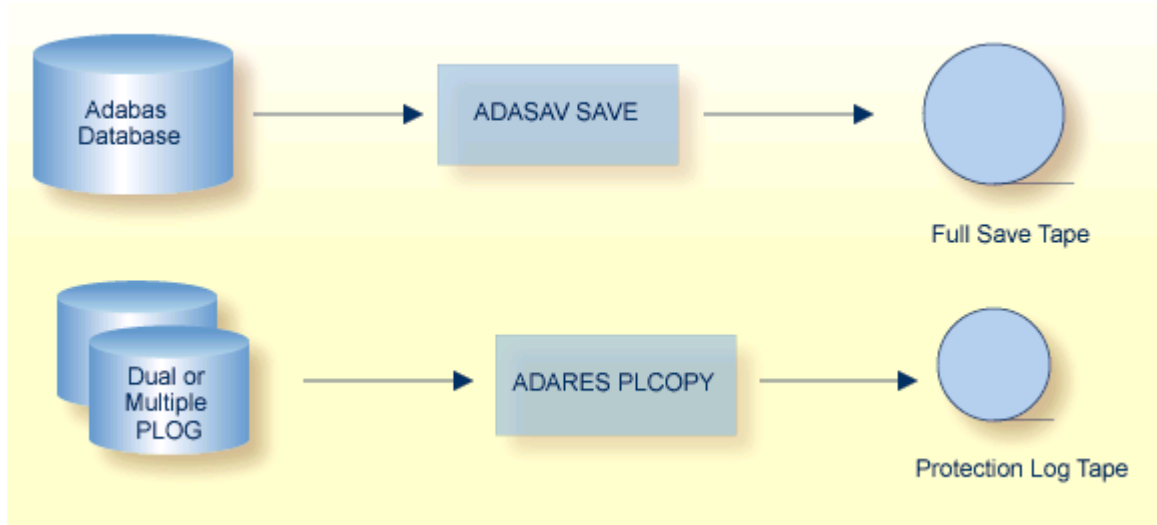 Adabas
Database
ADASAV SAVE
Full Save Tape
Dual or
Multiple
PLOG
ADARES PLCOPY
Protection Log Tape